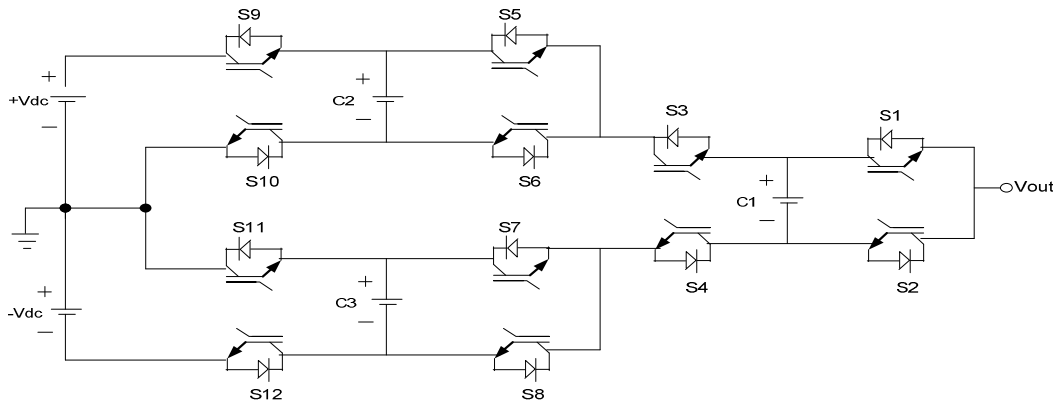 S9
S5
+
+Vdc
—
+
C2
—
S3
S1
S10
S6
+
C1
—
Vout
S11
S7
+
-Vdc
—
+
C3
—
S4
S2
S12
S8